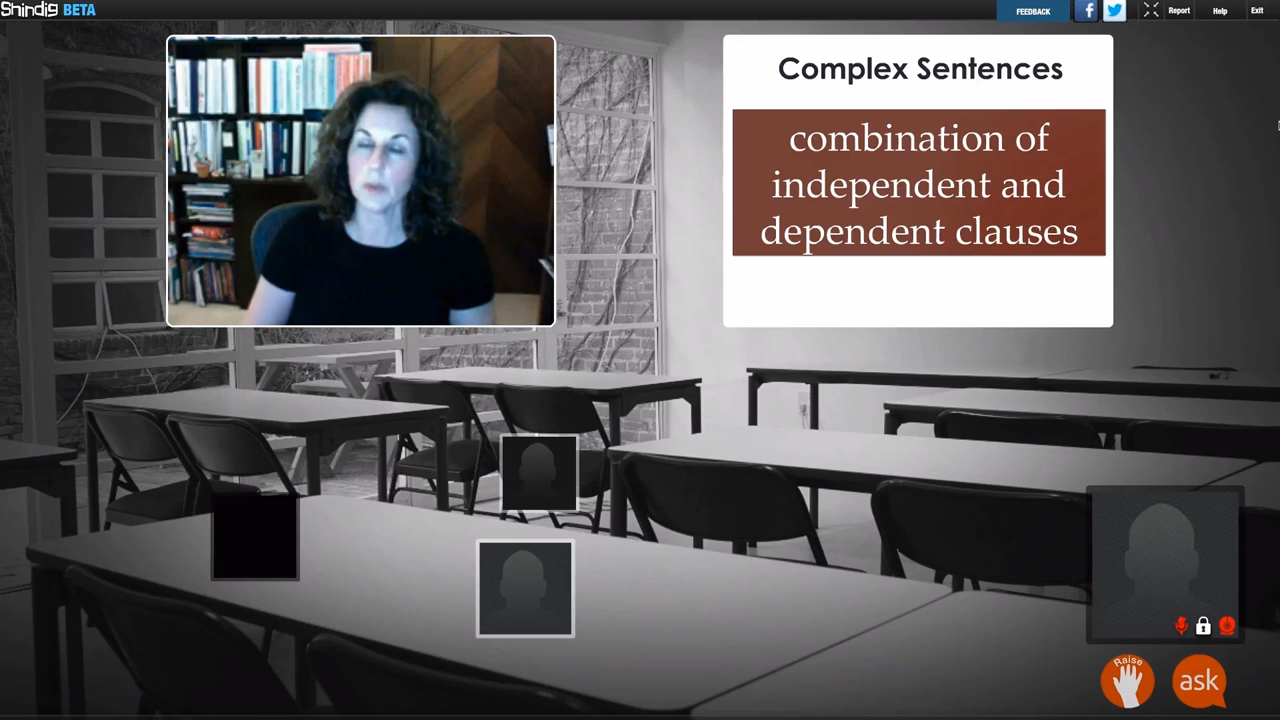 Shindig BETA
FEEDBACK
Report
Help
Exit
Complex Sentences
combination of
independent and
dependent clauses
Raise
ask